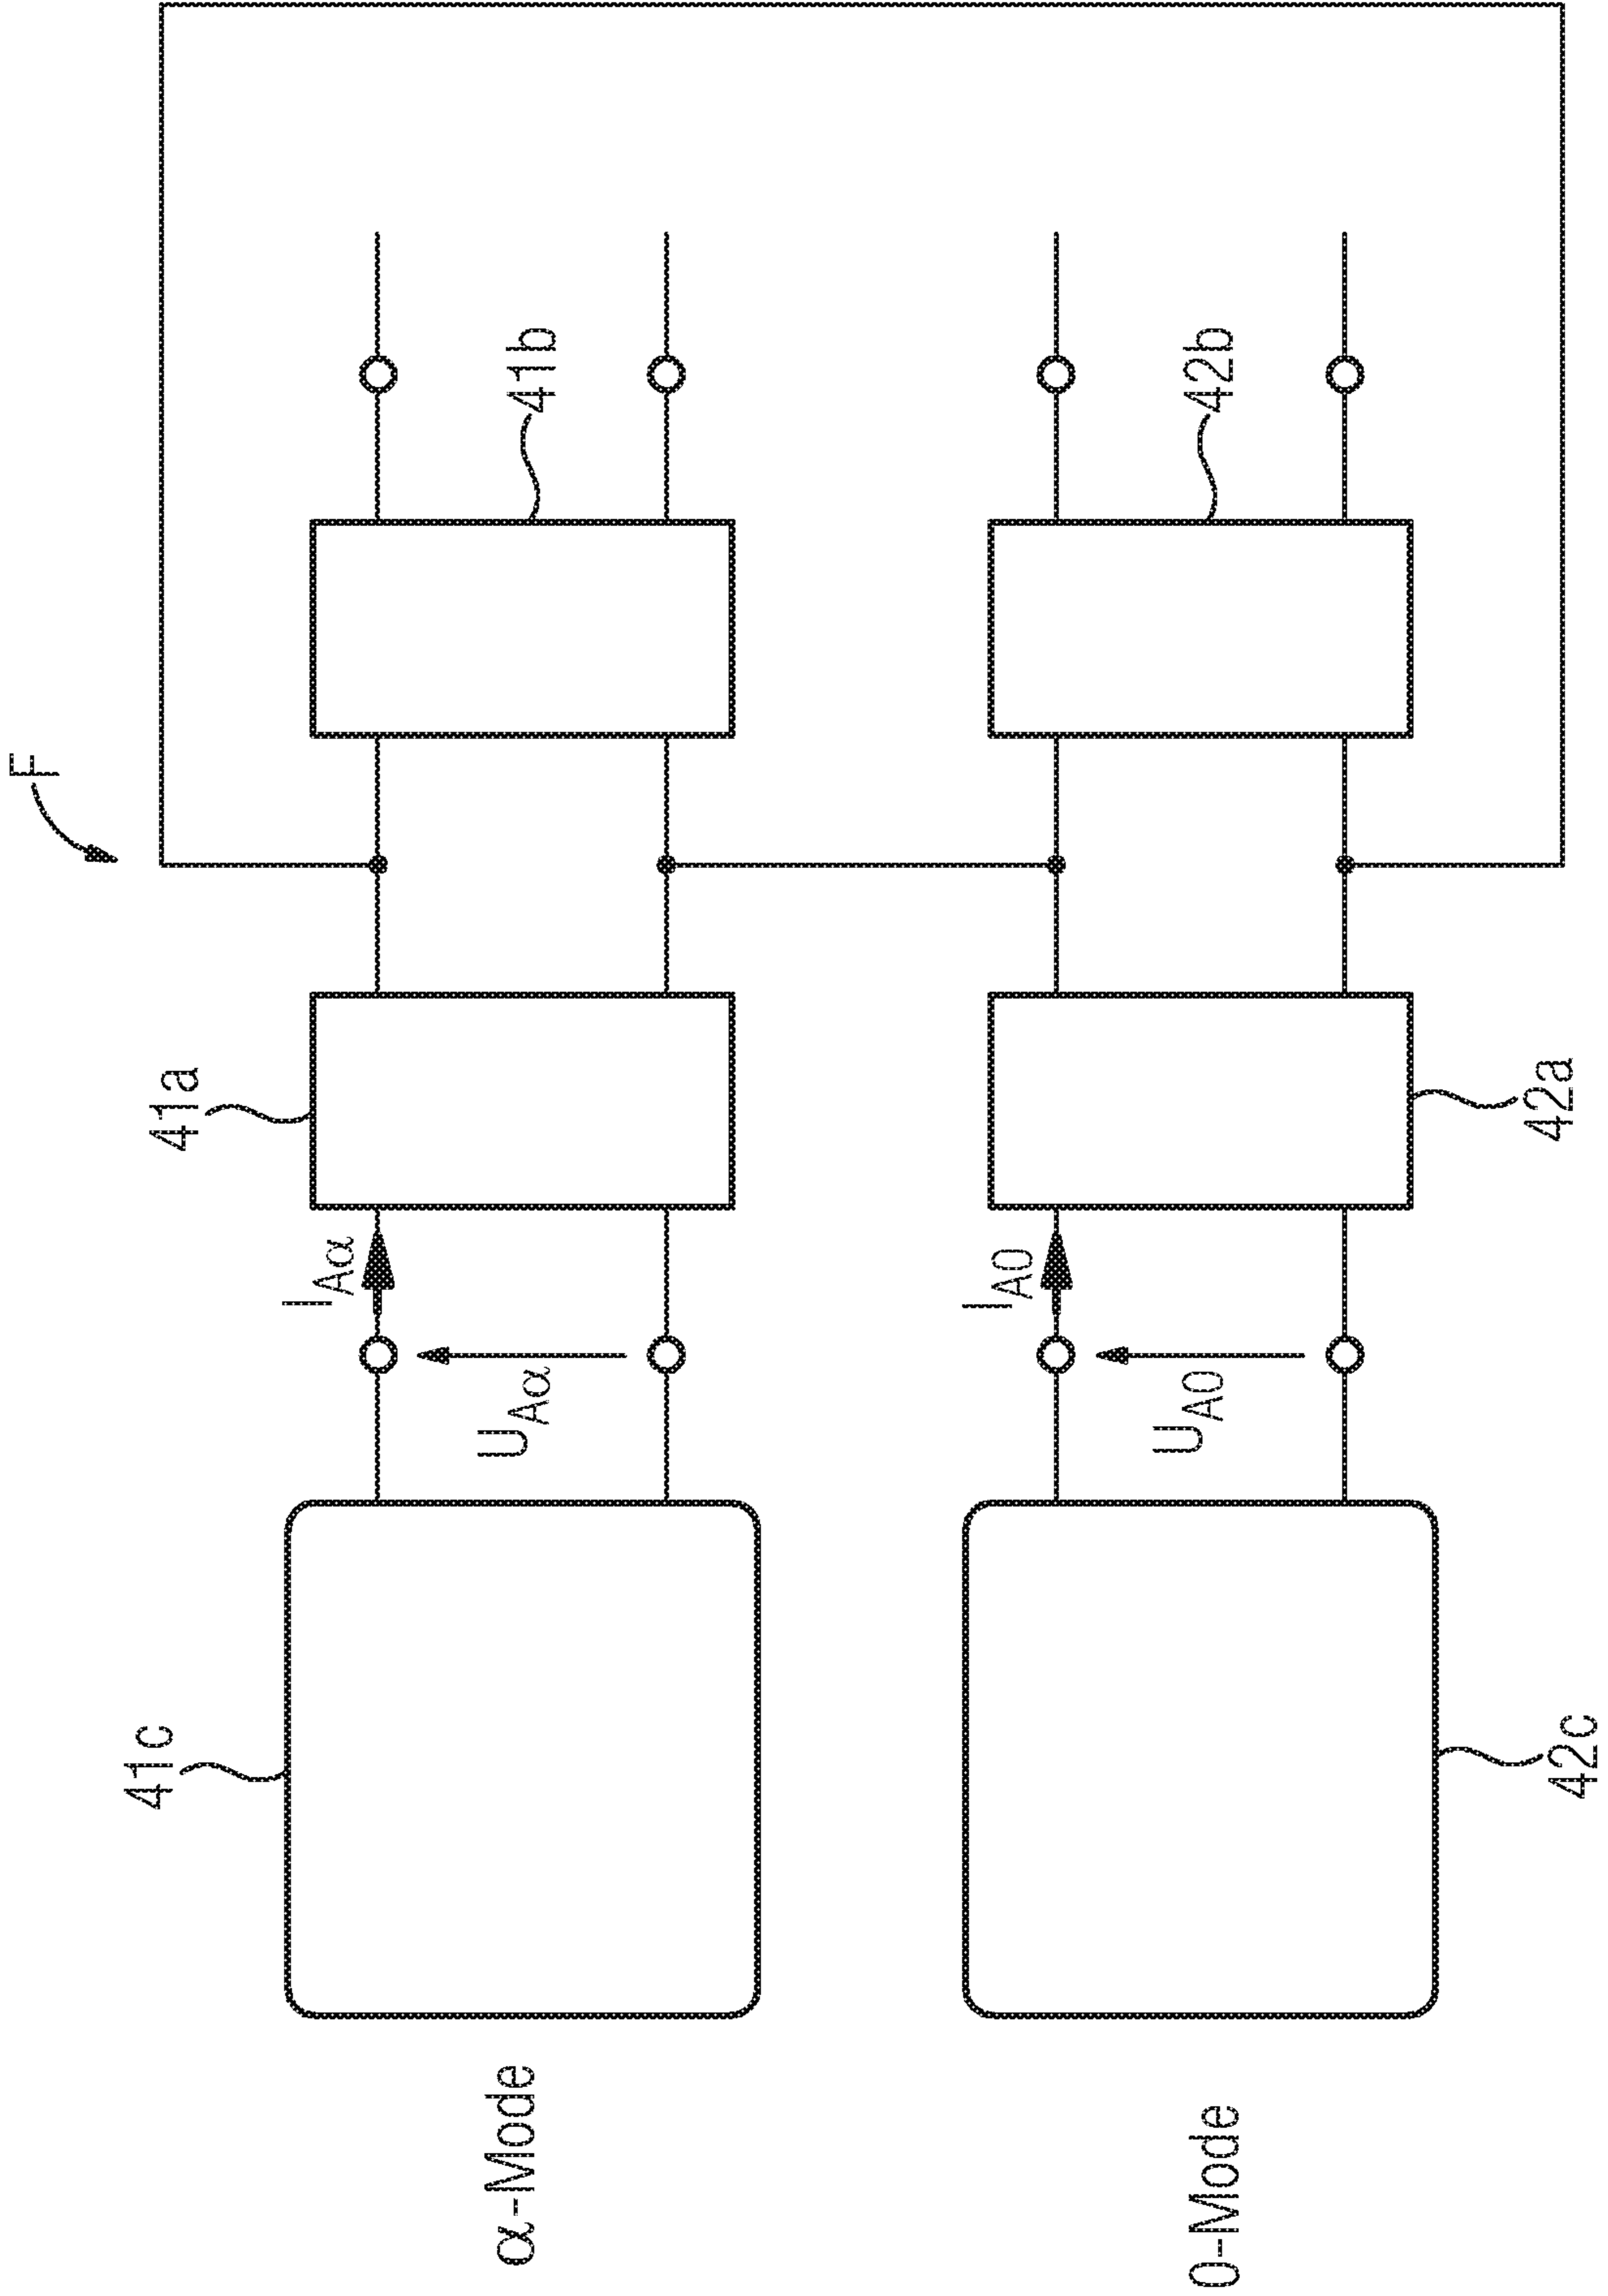 F
α-Mode
41c
U_Aα
I_Aα
41a
41b
0-Mode
42c
U_A0
I_A0
42a
42b